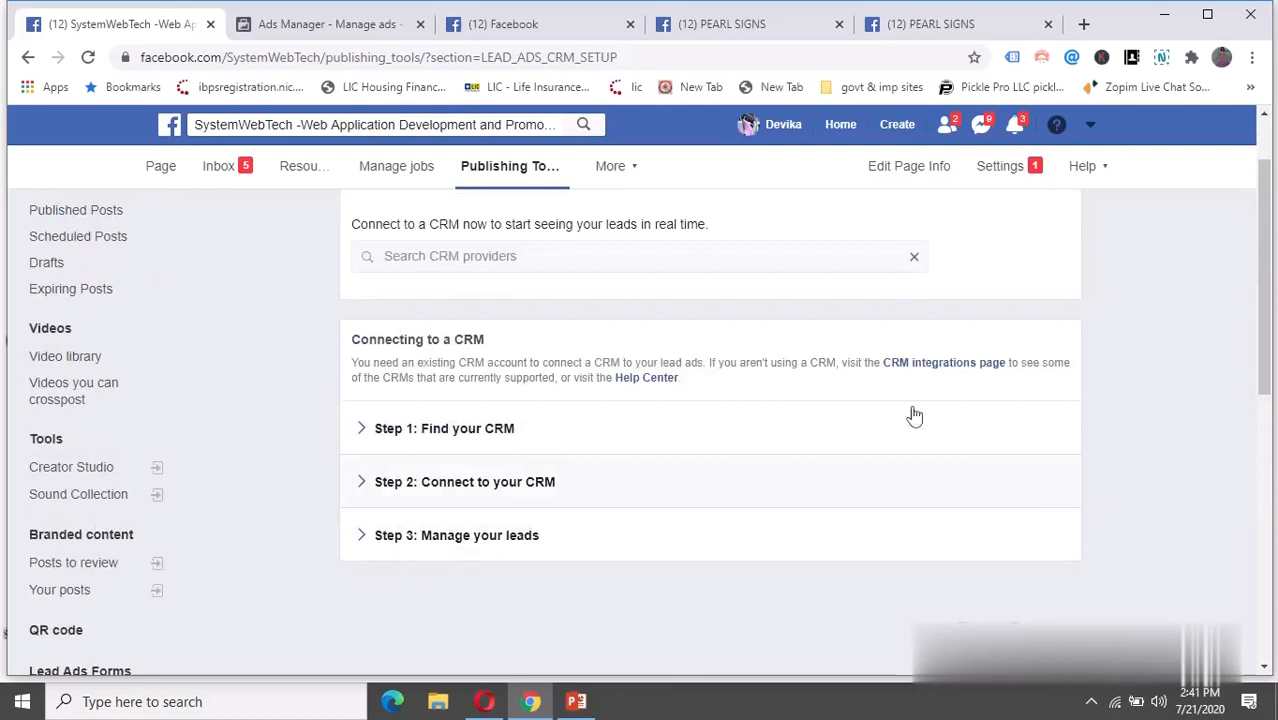 (12) SystemWebTech -Web Ap
Ads Manager - Manage ads -
(12) Facebook
(12) PEARL SIGNS
(12) PEARL SIGNS
facebook.com/SystemWebTech/publishing_tools/?section=LEAD_ADS_CRM_SETUP
Apps
Bookmarks
ibpsregistration.nic....
LIC Housing Financ...
LIC - Life Insuranc...
lic
New Tab
New Tab
govt & imp sites
Pickle Pro LLC pickl...
Zopim Live Chat So...
»
SystemWebTech -Web Application Development and Promo...
Devika
Home
Create
2
9
3
Page
Inbox 5
Resou...
Manage jobs
Publishing To...
More
Edit Page Info
Settings 1
Help
Published Posts
Scheduled Posts
Drafts
Expiring Posts
Videos
Video library
Videos you can
crosspost
Tools
Creator Studio
Sound Collection
Branded content
Posts to review
Your posts
QR code
Lead Ads Forms
Connect to a CRM now to start seeing your leads in real time.
Search CRM providers
Connecting to a CRM
You need an existing CRM account to connect a CRM to your lead ads. If you aren't using a CRM, visit the CRM integrations page to see some
of the CRMs that are currently supported, or visit the Help Center.
Step 1: Find your CRM
Step 2: Connect to your CRM
Step 3: Manage your leads
Type here to search
2:41 PM
7/21/2020